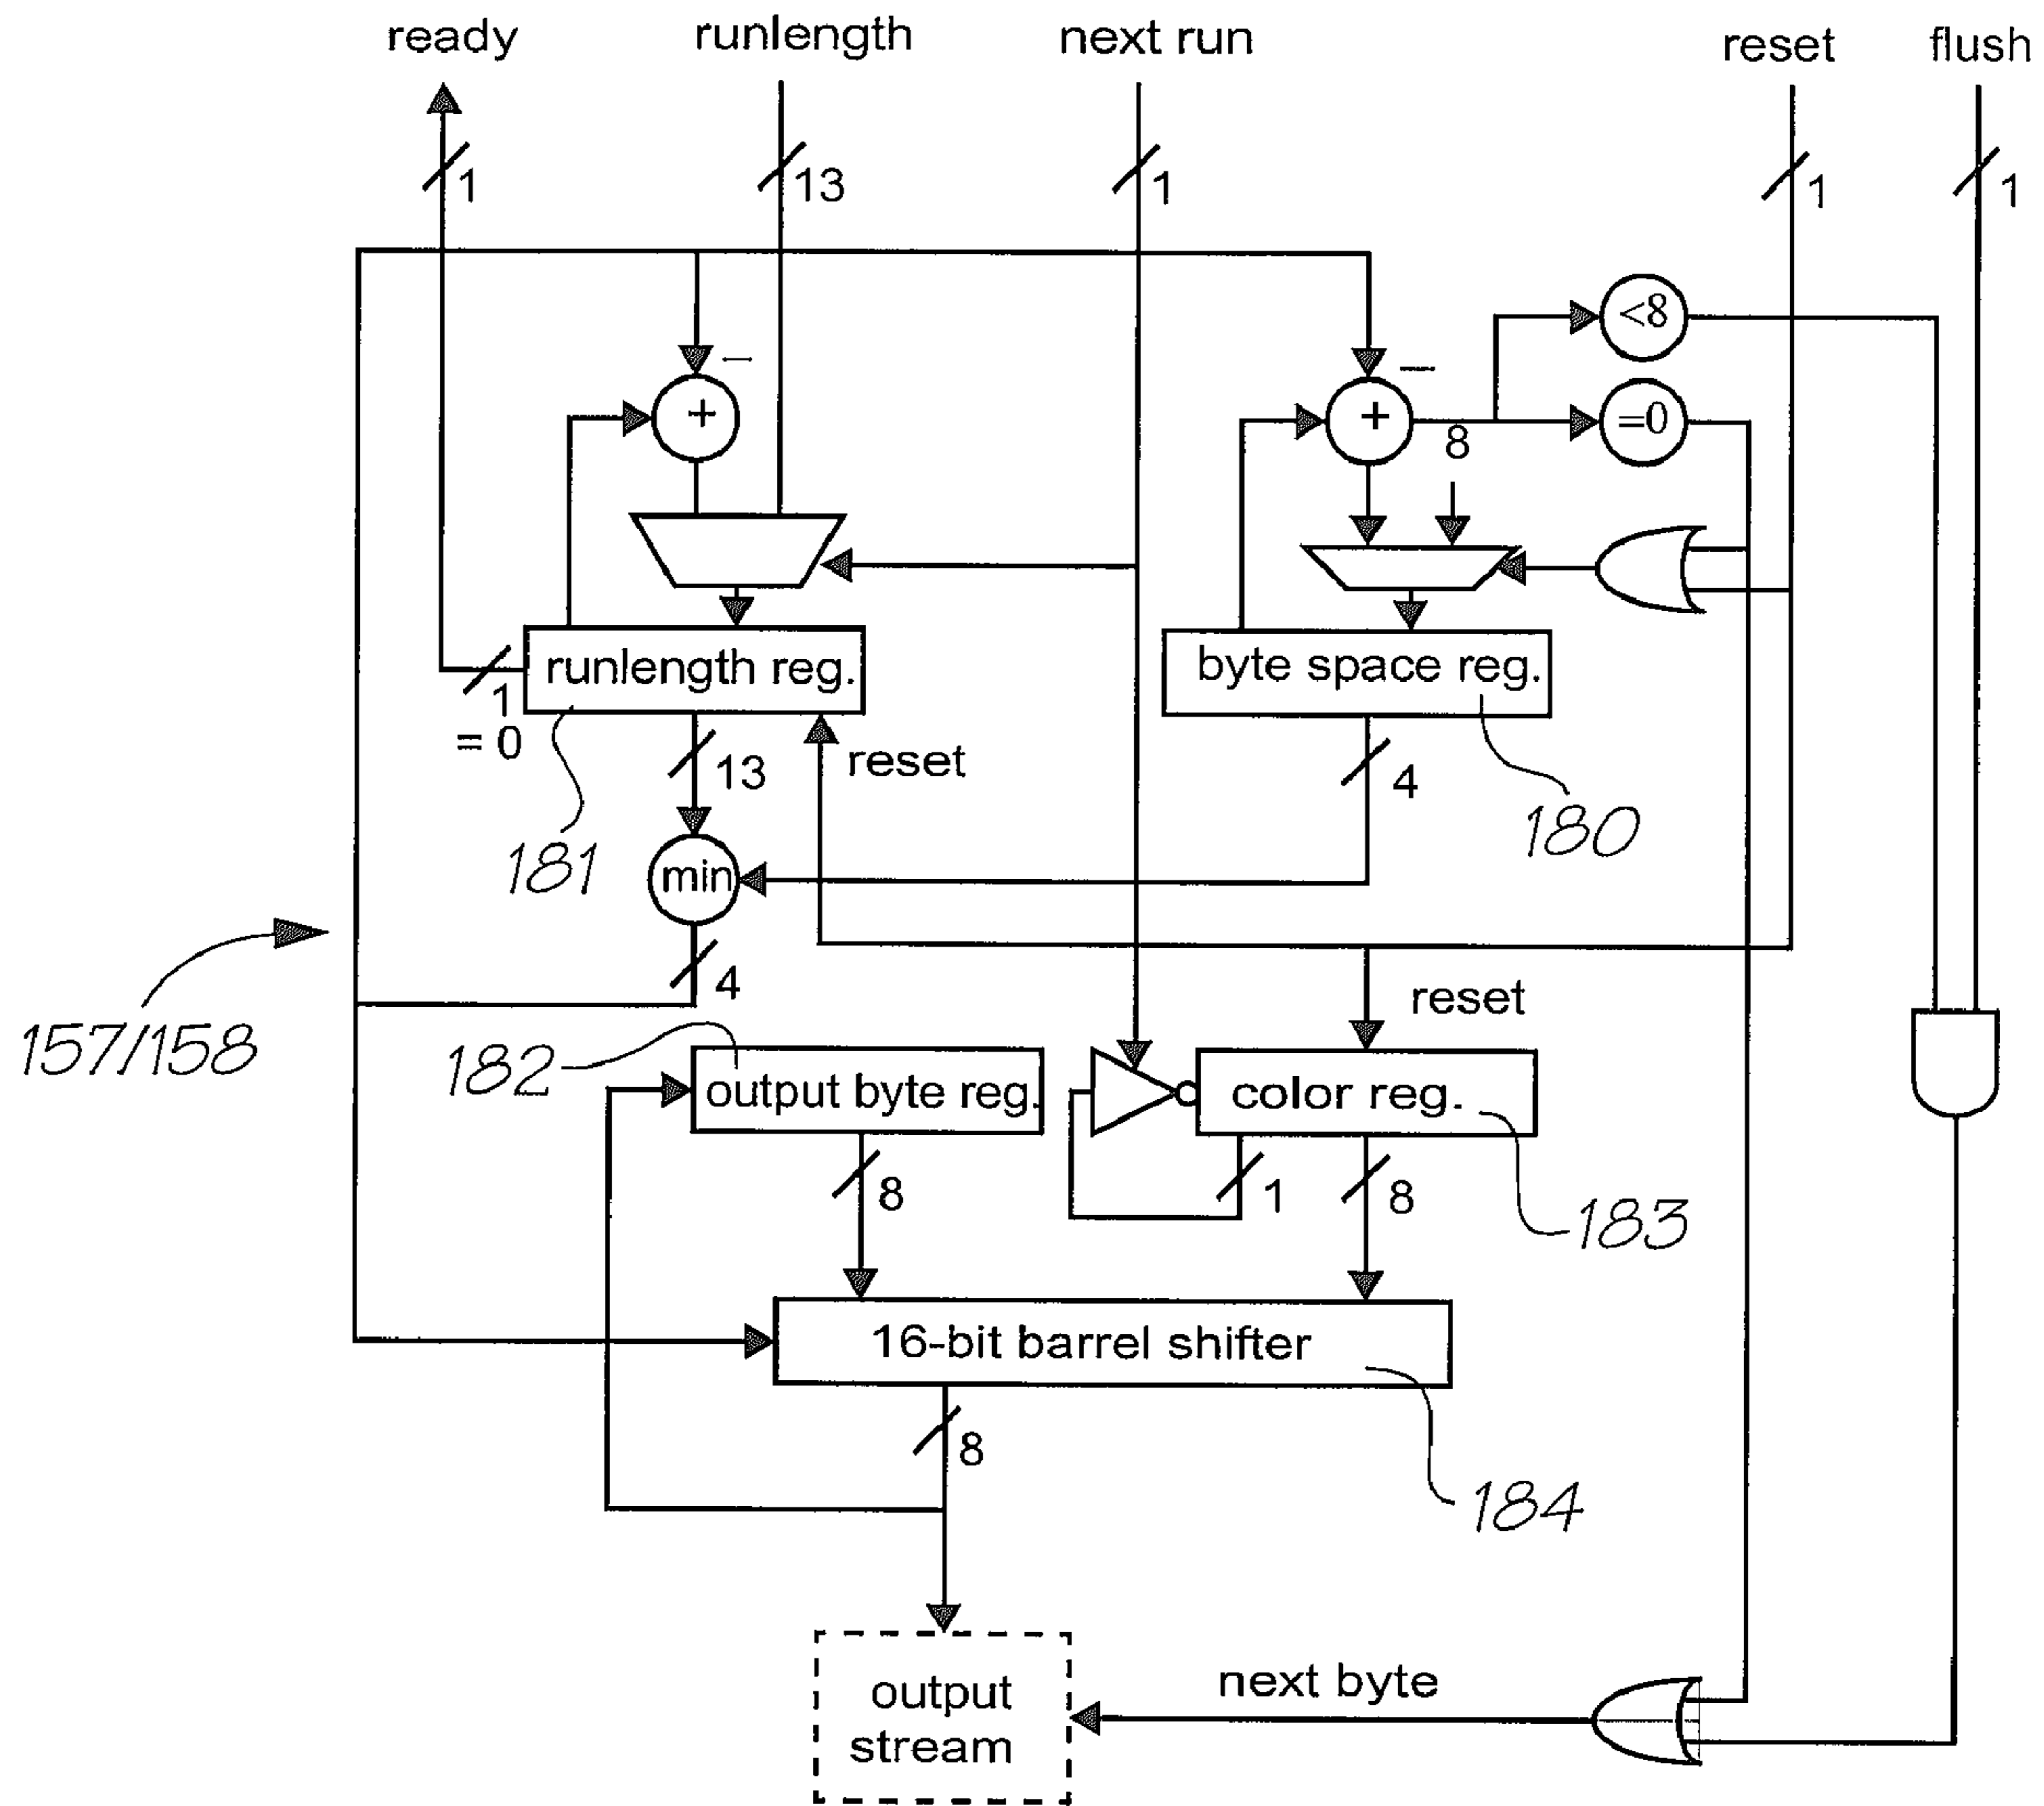 ready
runlength
next run
reset
flush
1
13
1
1
1
<8
–
–
+
+
=0
8
runlength reg.
byte space reg.
1
= 0
13
reset
4
180
181
min
4
reset
157/158
182
output byte reg.
color reg.
8
1
8
183
16-bit barrel shifter
8
184
output
stream
next byte